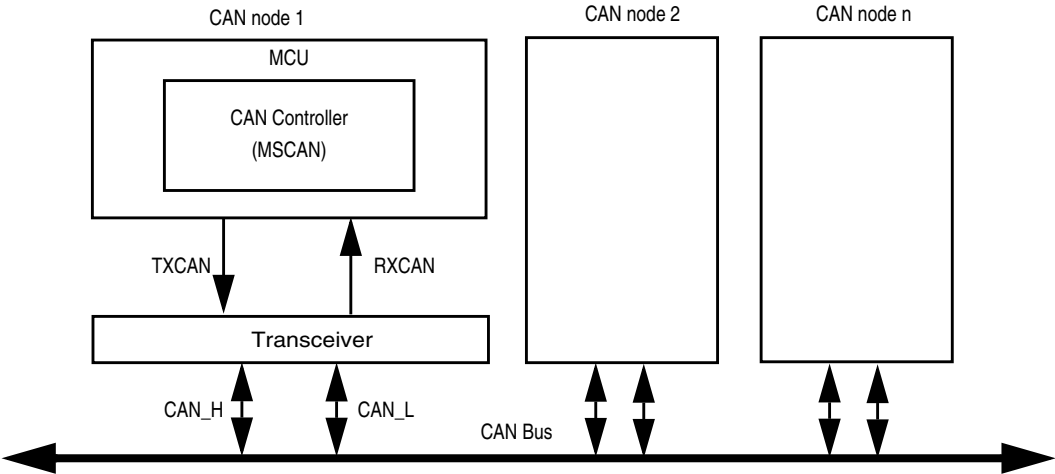 CAN node 1
CAN node 2
CAN node n
MCU
CAN Controller
(MSCAN)
TXCAN
RXCAN
Transceiver
CAN_H
CAN_L
CAN Bus